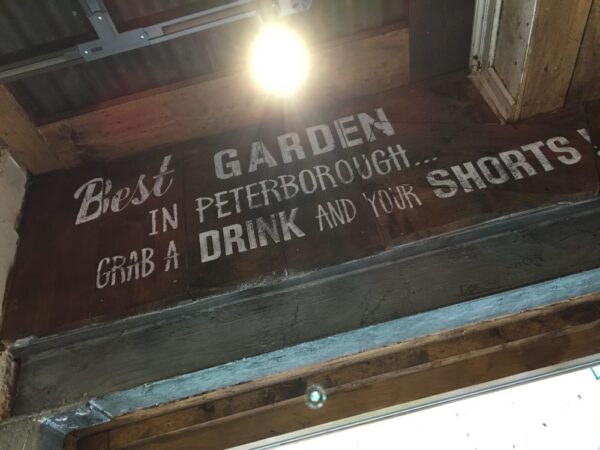 Best GARDEN
IN PETERBOROUGH...
GRAB A DRINK AND YOUR SHORTS!